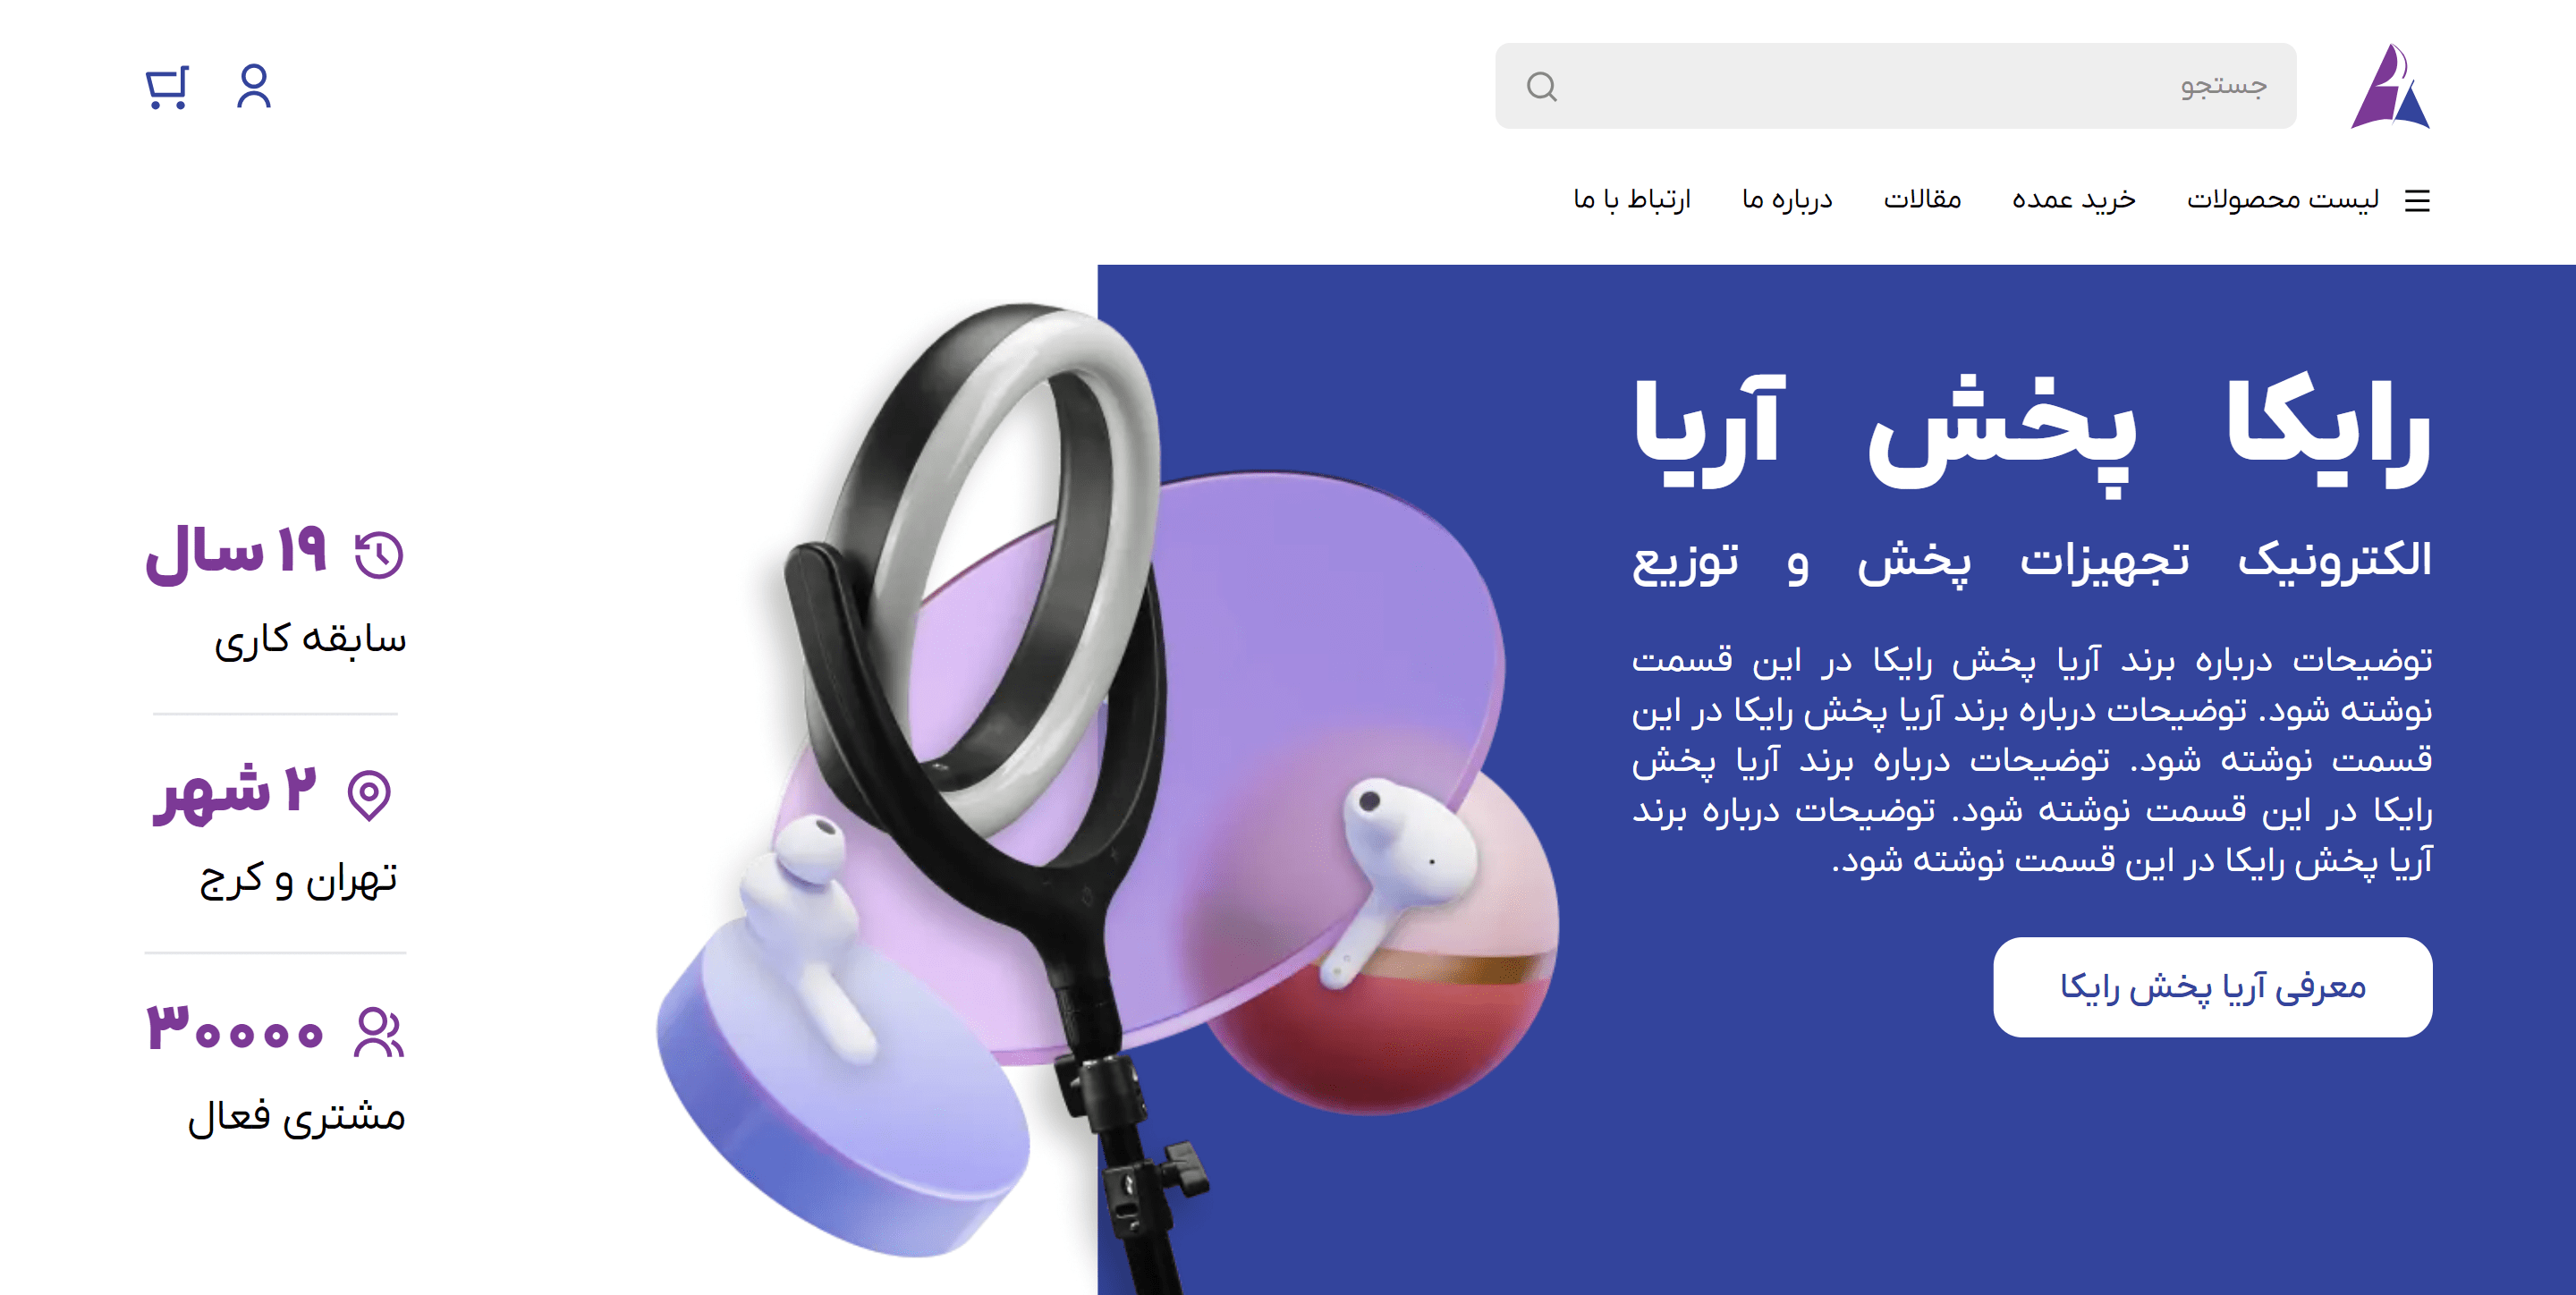 جستجو
لیست محصولات
خرید عمده
مقالات
درباره ما
ارتباط با ما
رایکا پخش آریا
الکترونیک تجهیزات پخش و توزیع
توضیحات درباره برند آریا پخش رایکا در این قسمت
نوشته شود. توضیحات درباره برند آریا پخش رایکا در این
قسمت نوشته شود. توضیحات درباره برند آریا پخش
رایکا در این قسمت نوشته شود. توضیحات درباره برند
آریا پخش رایکا در این قسمت نوشته شود.
معرفی آریا پخش رایکا
۱۹ سال
سابقه کاری
۲ شهر
تهران و کرج
۳۰۰۰۰
مشتری فعال